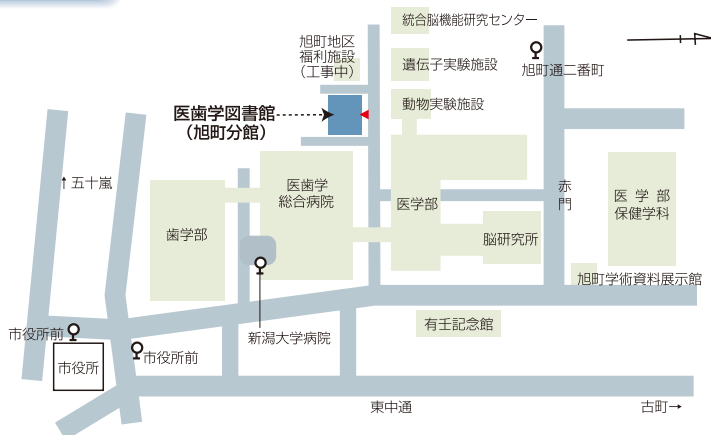 統合脳機能研究センター
旭町地区
福利施設
（工事中）
遺伝子実験施設
旭町通二番町
動物実験施設
医歯学図書館
（旭町分館）
↑五十嵐
医歯学
総合病院
歯学部
医学部
赤門
医学部
保健学科
脳研究所
旭町学術資料展示館
有壬記念館
新潟大学病院
市役所前
市役所前
市役所
東中通
古町→